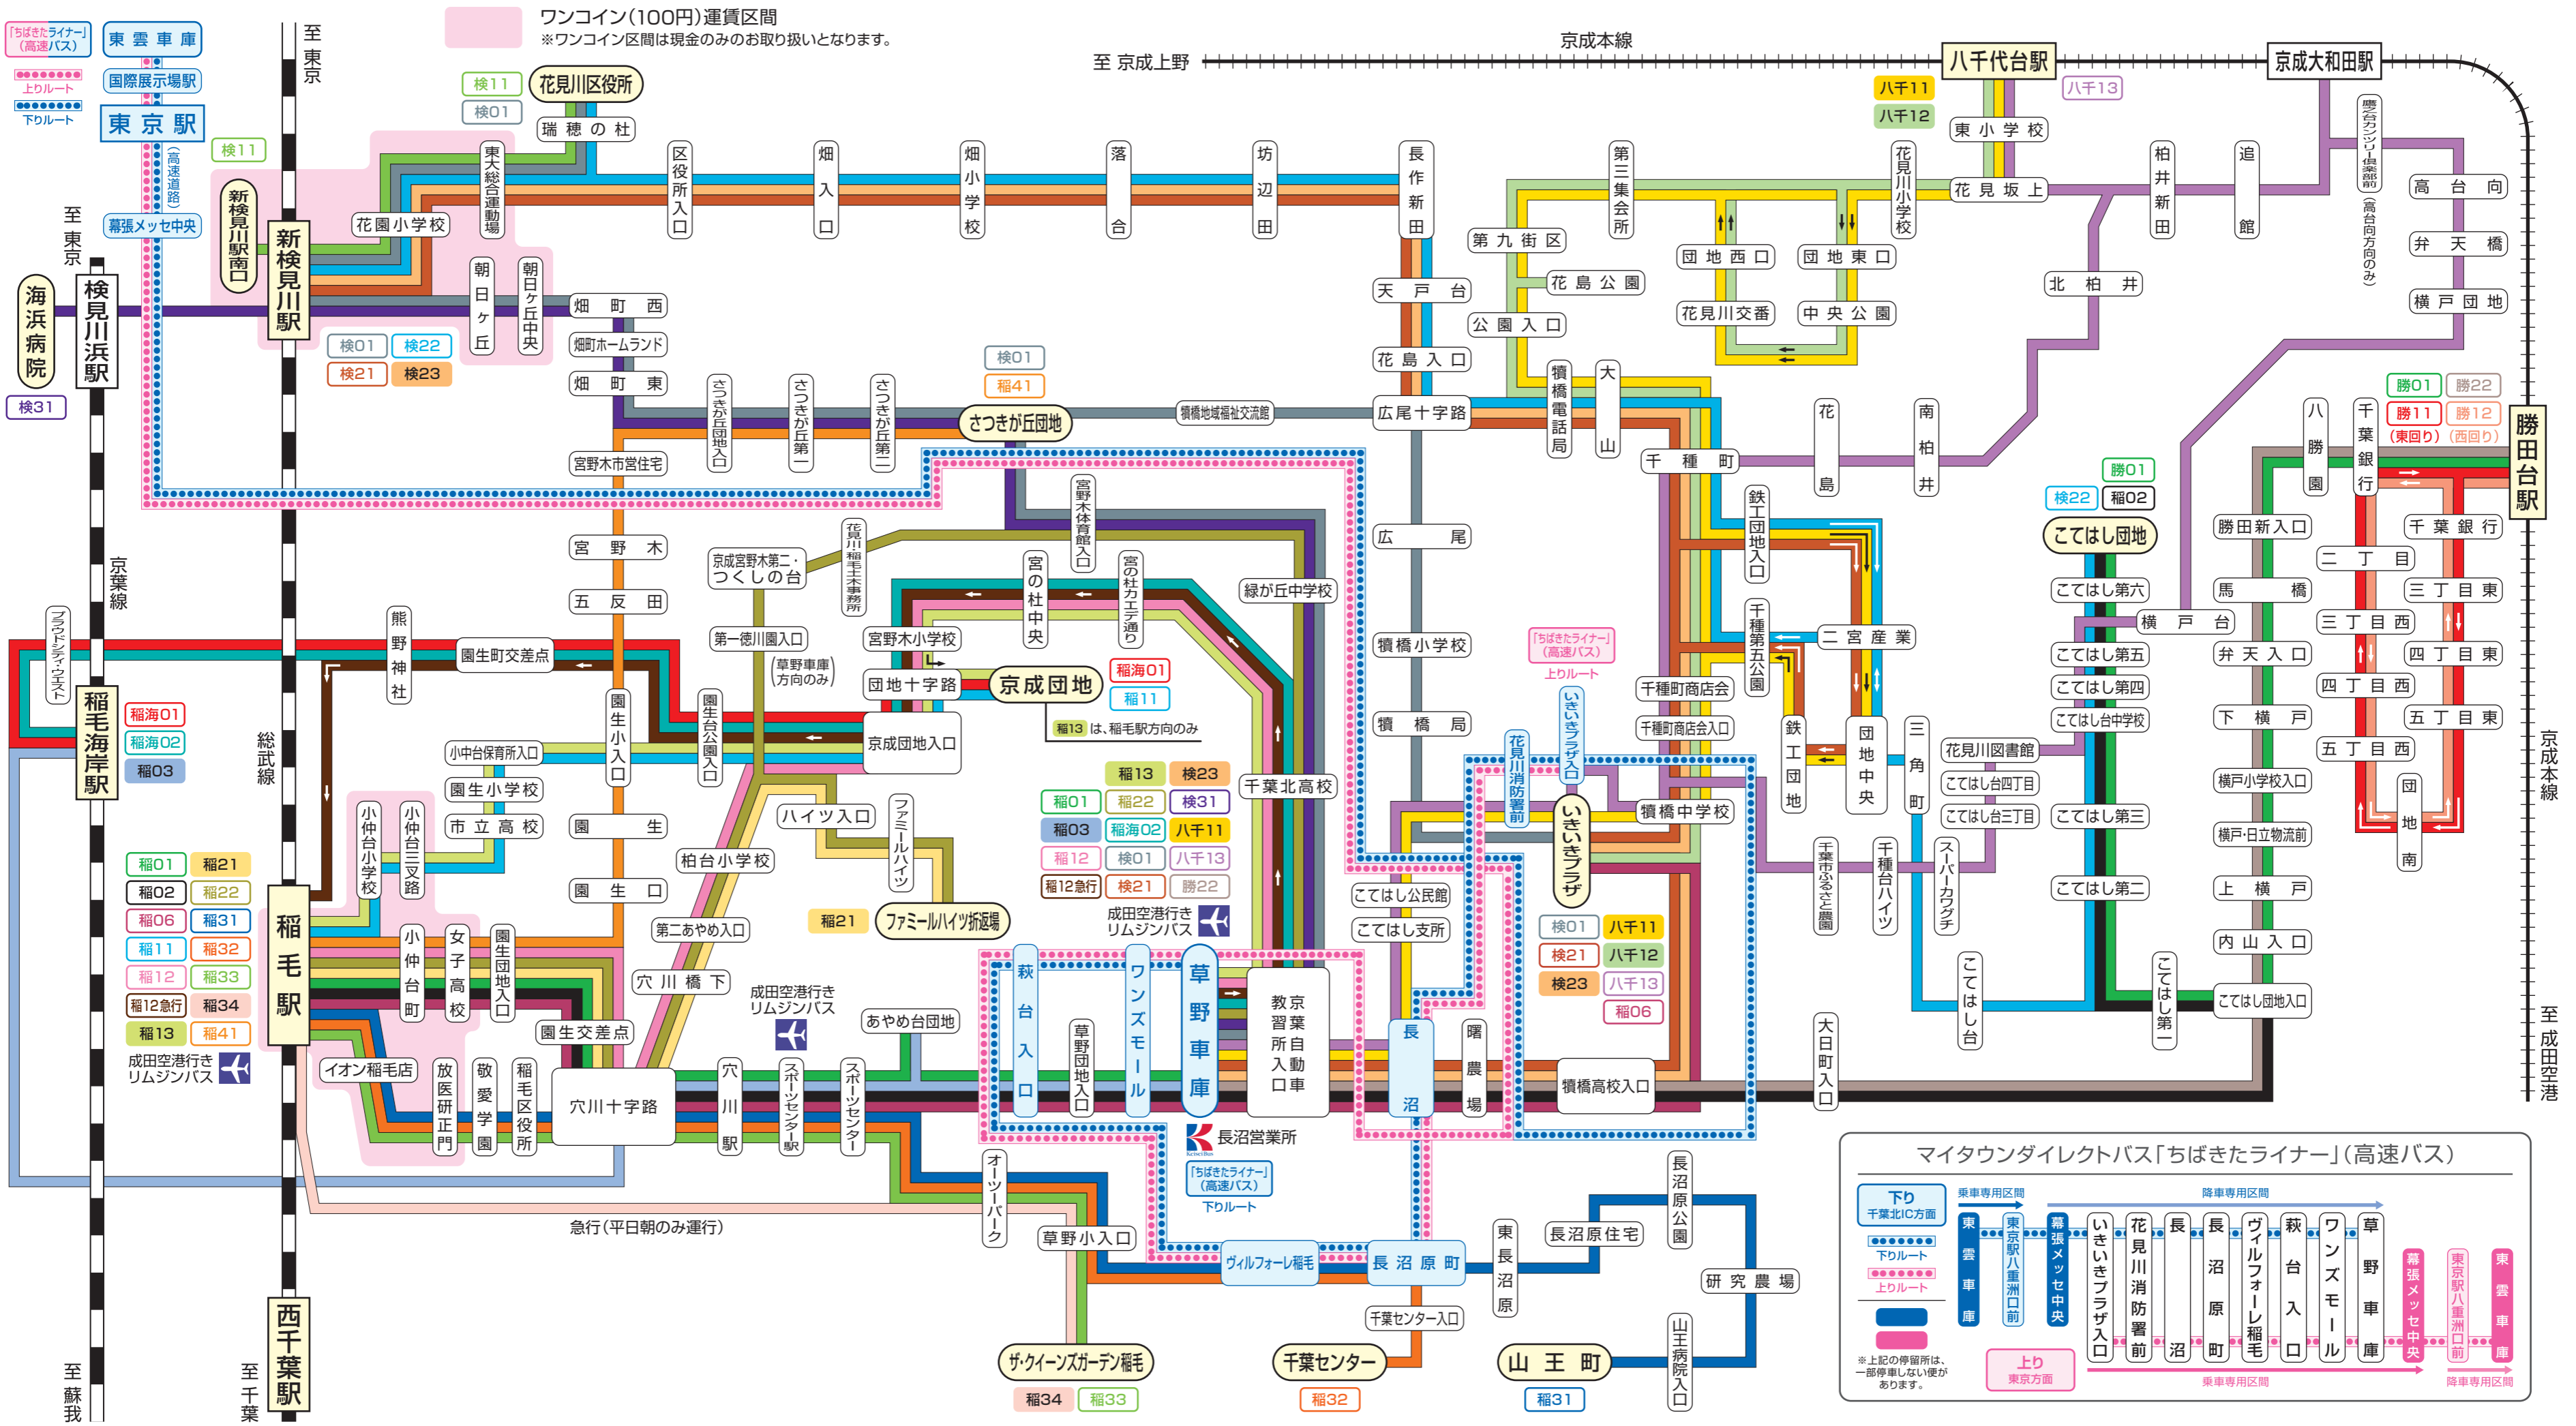 ワンコイン(100円)運賃区間
※ワンコイン区間は現金のみのお取り扱いとなります。
「ちばきたライナー」
(高速バス)
上りルート
下りルート
東雲車庫
国際展示場駅
東京駅
(高速道路)
幕張メッセ中央
至 東京
至 東京
検11
新検見川駅南口
新検見川駅
海浜病院
検見川浜駅
検31
検11
検01
花見川区役所
瑞穂の杜
東大総合運動場
花園小学校
朝日ヶ丘
朝日ヶ丘中央
検01
検22
検21
検23
区役所入口
畑入口
畑小学校
落合
坊辺田
長作新田
天戸台
花島入口
広尾十字路
畑町西
畑町ホームランド
畑町東
さつきが丘団地入口
さつきが丘第一
さつきが丘第二
検01
稲41
さつきが丘団地
犢橋地域福祉交流館
至 京成上野
京成本線
八千代台駅
京成大和田駅
八千11
八千12
八千13
東小学校
花見坂上
花見川小学校
第三集会所
第九街区
花島公園
公園入口
団地西口
団地東口
花見川交番
中央公園
犢橋電話局
大山
千種町
花島
南柏井
北柏井
柏井新田
追館
鷹之台カンツリー倶楽部前(高台向方向のみ)
高台向
弁天橋
横戸団地
勝01
勝22
勝11
(東回り)
勝12
(西回り)
勝田台駅
千葉銀行
八勝園
勝田新入口
馬橋
弁天入口
下横戸
横戸小学校入口
横戸・日立物流前
上横戸
内山入口
こてはし団地入口
千葉銀行
二丁目
三丁目東
三丁目西
四丁目東
四丁目西
五丁目東
五丁目西
団地南
京成本線
至 成田空港
勝01
検22
稲02
こてはし団地
こてはし第六
横戸台
こてはし第五
こてはし第四
こてはし台中学校
花見川図書館
こてはし台四丁目
こてはし台三丁目
こてはし第三
こてはし第二
こてはし第一
こてはし台
スーパーカワグチ
千種台ハイツ
千葉市ふるさと農園
三角町
団地中央
鉄工団地
二宮産業
鉄工団地入口
千種第五公園
千種町商店会
千種町商店会入口
犢橋中学校
宮野木市営住宅
宮野木
五反田
園生小入口
園生
園生口
京成宮野木第二・
つくしの台
花見川・稲毛土木事務所
宮野木体育館入口
第一徳川園入口
(草野車庫
方向のみ)
宮の杜中央
宮の杜カエデ通り
宮野木小学校
団地十字路
京成団地
稲海01
稲11
稲13 は、稲毛駅方向のみ
京成団地入口
緑が丘中学校
千葉北高校
広尾
犢橋小学校
犢橋局
「ちばきたライナー」
(高速バス)
上りルート
いきいきプラザ入口
花見川消防署前
いきいきプラザ
検01
八千11
検21
八千12
検23
八千13
稲06
こてはし公民館
こてはし支所
京葉線
総武線
プラウドシティ・ウエスト
熊野神社
園生町交差点
稲毛海岸駅
稲海01
稲海02
稲03
小中台保育所入口
園生小学校
市立高校
園生台公園入口
小仲台小学校
小仲台三叉路
稲01
稲21
稲02
稲22
稲06
稲31
稲11
稲32
稲12
稲33
稲12急行
稲34
稲13
稲41
成田空港行き
リムジンバス
稲毛駅
小仲台町
女子高校
園生団地入口
園生交差点
イオン稲毛店
放医研正門
敬愛学園
稲毛区役所
穴川十字路
穴川駅
スポーツセンター駅
スポーツセンター
成田空港行き
リムジンバス
あやめ台団地
柏台小学校
第二あやめ入口
穴川橋下
ハイツ入口
ファミールハイツ
稲21
ファミールハイツ折返場
稲13
検23
稲01
稲22
検31
稲03
稲海02
八千11
稲12
検01
八千13
稲12急行
検21
勝22
成田空港行き
リムジンバス
萩台入口
草野団地入口
ワンズモール
草野車庫
京葉自動車
教習所入口
長沼
曙農場
犢橋高校入口
大日町入口
KeiseiBus
長沼営業所
「ちばきたライナー」
(高速バス)
下りルート
オーツーパーク
草野小入口
急行(平日朝のみ運行)
ヴィルフォーレ稲毛
長沼原町
東長沼原
長沼原住宅
長沼原公園
研究農場
山王病院入口
千葉センター入口
ザ・クイーンズガーデン稲毛
稲34
稲33
千葉センター
稲32
山王町
稲31
至 蘇我
西千葉駅
至 千葉
マイタウンダイレクトバス「ちばきたライナー」(高速バス)
下り
千葉北IC方面
下りルート
上りルート
※上記の停留所は、
一部停車しない便が
あります。
乗車専用区間
降車専用区間
東雲車庫
東京駅八重洲口前
幕張メッセ中央
いきいきプラザ入口
花見川消防署前
長沼
長沼原町
ヴィルフォーレ稲毛
萩台入口
ワンズモール
草野車庫
幕張メッセ中央
東京駅八重洲口前
東雲車庫
上り
東京方面
乗車専用区間
降車専用区間